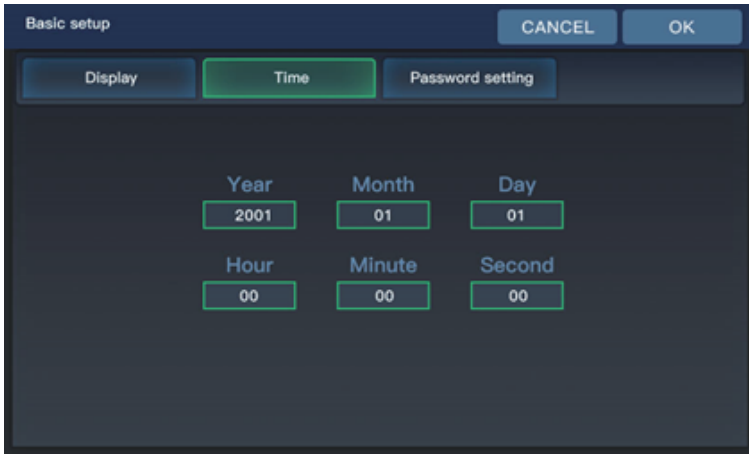 Basic setup CANCEL OK
Display Time Password setting
Year Month Day
2001 01 01
Hour Minute Second
00 00 00